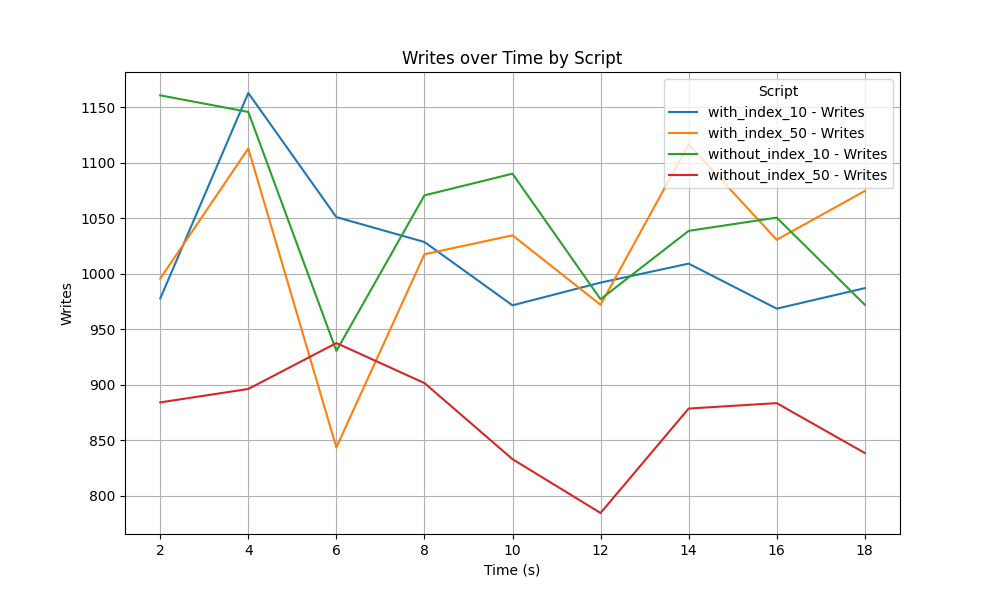 Writes over Time by Script
Script
with_index_10 - Writes
with_index_50 - Writes
without_index_10 - Writes
without_index_50 - Writes
Writes
1150
1100
1050
1000
950
900
850
800
2 4 6 8 10 12 14 16 18
Time (s)